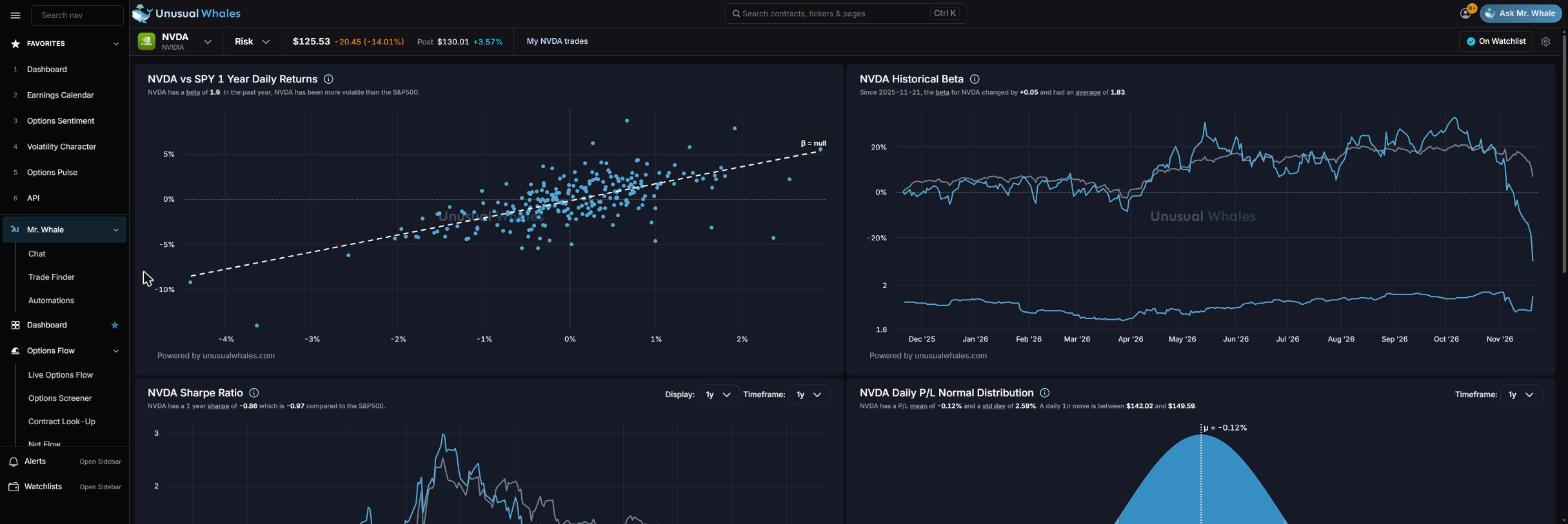 Search nav
Unusual Whales
Search contracts, tickers & pages
Ctrl K
9+
Ask Mr. Whale
FAVORITES
1 Dashboard
2 Earnings Calendar
3 Options Sentiment
4 Volatility Character
5 Options Pulse
6 API
AI Mr. Whale
Chat
Trade Finder
Automations
Dashboard
Options Flow
Live Options Flow
Options Screener
Contract Look-Up
Net Flow
Alerts Open Sidebar
Watchlists Open Sidebar
NVDA
NVIDIA
Risk
$125.53 -20.45 (-14.01%) Post $130.01 +3.57%
My NVDA trades
On Watchlist
NVDA vs SPY 1 Year Daily Returns
NVDA has a beta of 1.9. In the past year, NVDA has been more volatile than the S&P500.
β = null
5%
0%
-5%
-10%
Unusual Whales
-4% -3% -2% -1% 0% 1% 2%
Powered by unusualwhales.com
NVDA Historical Beta
Since 2025-11-21, the beta for NVDA changed by +0.05 and had an average of 1.83.
20%
0%
-20%
2
1.6
Unusual Whales
Dec '25 Jan '26 Feb '26 Mar '26 Apr '26 May '26 Jun '26 Jul '26 Aug '26 Sep '26 Oct '26 Nov '26
Powered by unusualwhales.com
NVDA Sharpe Ratio
Display: 1y Timeframe: 1y
NVDA has a 1 year sharpe of -0.86 which is -0.97 compared to the S&P500.
3
2
NVDA Daily P/L Normal Distribution
Timeframe: 1y
NVDA has a P/L mean of -0.12% and a std dev of 2.59%. A daily 1σ move is between $142.02 and $149.59.
μ = -0.12%